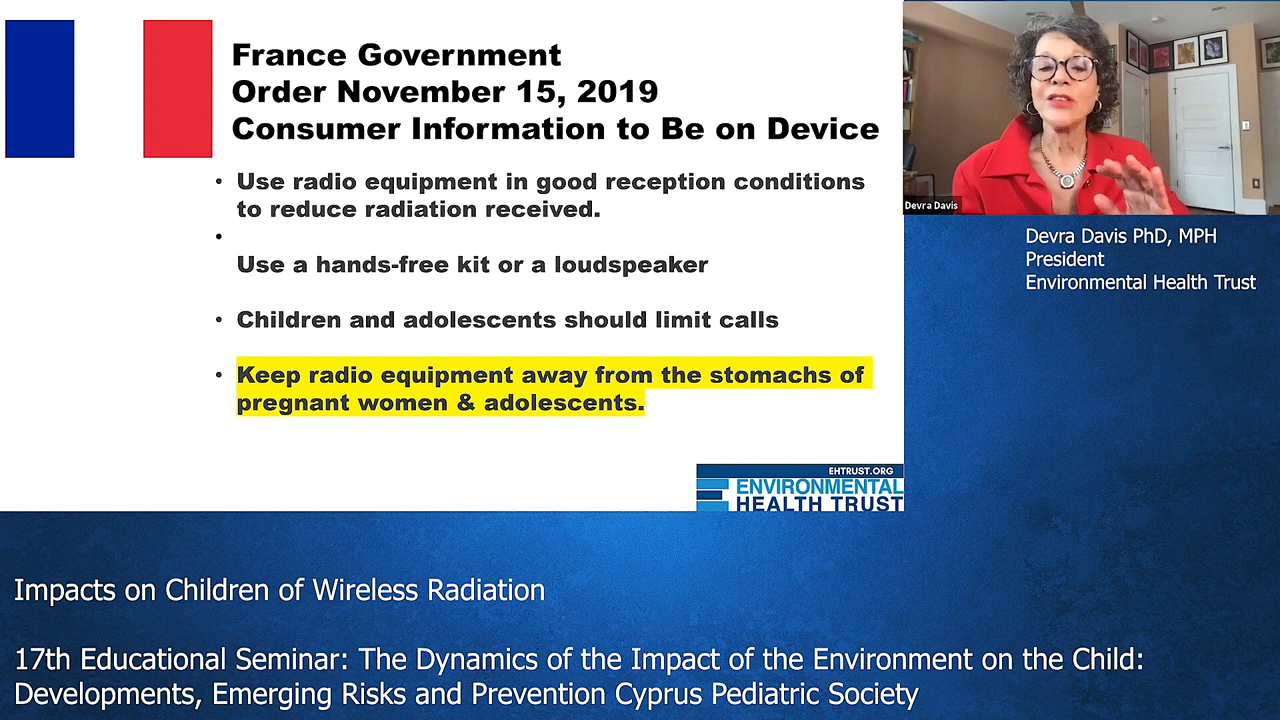 France Government
Order November 15, 2019
Consumer Information to Be on Device
• Use radio equipment in good reception conditions
to reduce radiation received.
•
Use a hands-free kit or a loudspeaker
• Children and adolescents should limit calls
• Keep radio equipment away from the stomachs of
pregnant women & adolescents.
EHTRUST.ORG
ENVIRONMENTAL
HEALTH TRUST
Devra Davis
Devra Davis PhD, MPH
President
Environmental Health Trust
Impacts on Children of Wireless Radiation
17th Educational Seminar: The Dynamics of the Impact of the Environment on the Child:
Developments, Emerging Risks and Prevention Cyprus Pediatric Society